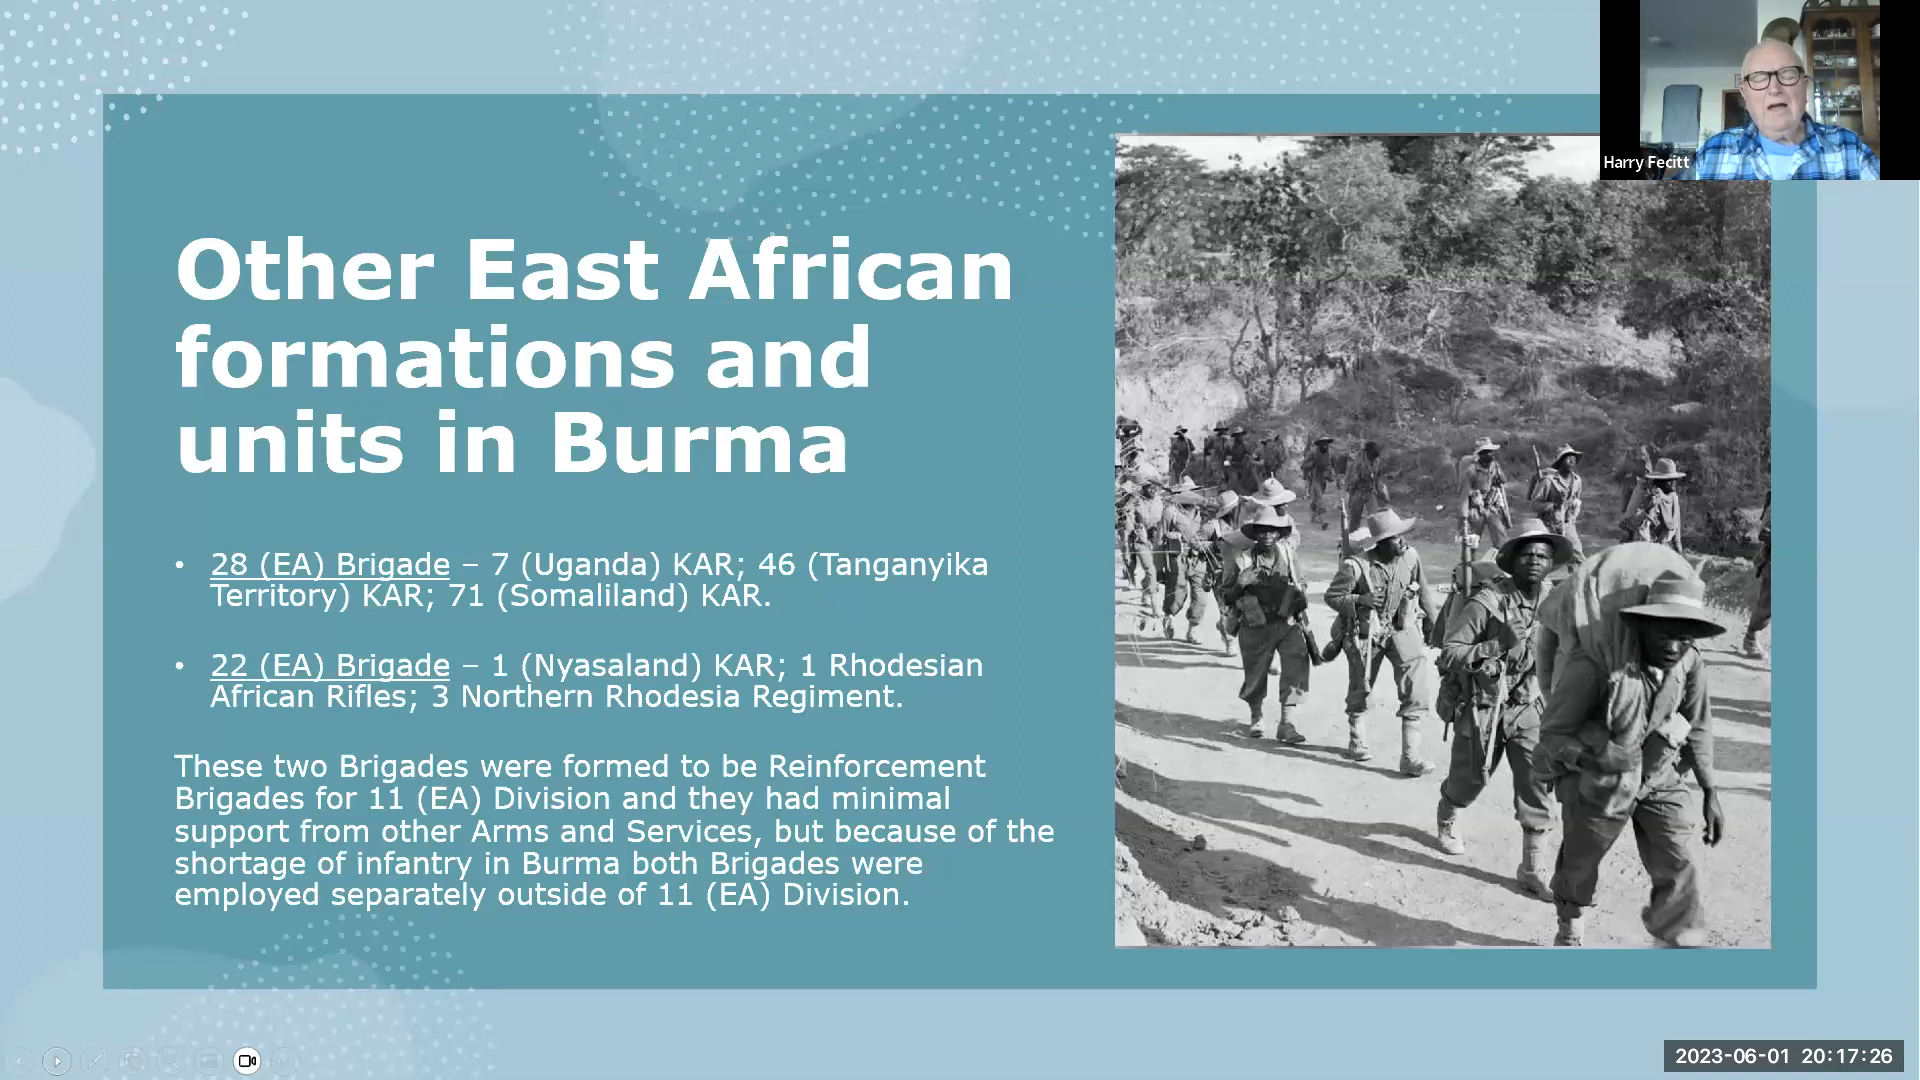 Harry Fecitt
Other East African
formations and
units in Burma
• 28 (EA) Brigade – 7 (Uganda) KAR; 46 (Tanganyika
Territory) KAR; 71 (Somaliland) KAR.
• 22 (EA) Brigade – 1 (Nyasaland) KAR; 1 Rhodesian
African Rifles; 3 Northern Rhodesia Regiment.
These two Brigades were formed to be Reinforcement
Brigades for 11 (EA) Division and they had minimal
support from other Arms and Services, but because of the
shortage of infantry in Burma both Brigades were
employed separately outside of 11 (EA) Division.
2023-06-01 20:17:26